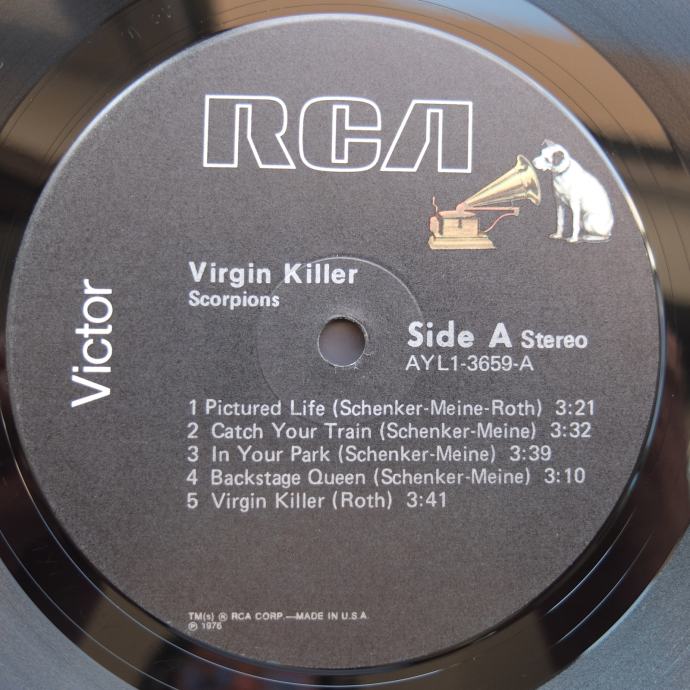 RCA
Victor
Virgin Killer
Scorpions
Side A Stereo
AYL1-3659-A
1 Pictured Life (Schenker-Meine-Roth) 3:21
2 Catch Your Train (Schenker-Meine) 3:32
3 In Your Park (Schenker-Meine) 3:39
4 Backstage Queen (Schenker-Meine) 3:10
5 Virgin Killer (Roth) 3:41
TM(s) ® RCA CORP.—MADE IN U.S.A.
℗ 1976